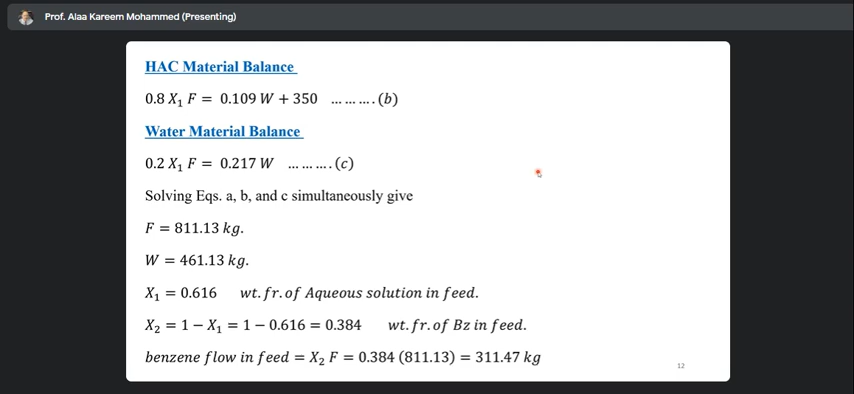 Prof. Alaa Kareem Mohammed (Presenting)
HAC Material Balance
0.8 X₁ F = 0.109 W + 350 ... ... ... . (b)
Water Material Balance
0.2 X₁ F = 0.217 W ... ... ... . (c)
Solving Eqs. a, b, and c simultaneously give
F = 811.13 kg.
W = 461.13 kg.
X₁ = 0.616 wt. fr. of Aqueous solution in feed.
X₂ = 1 − X₁ = 1 − 0.616 = 0.384 wt. fr. of Bz in feed.
benzene flow in feed = X₂ F = 0.384 (811.13) = 311.47 kg
12